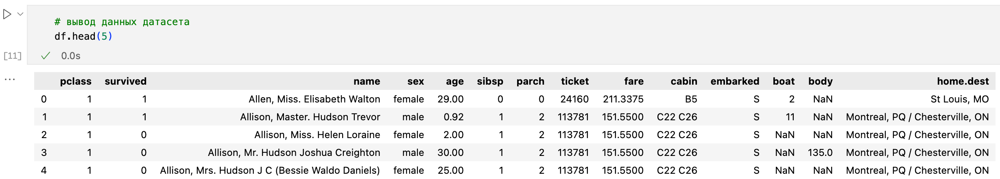 # вывод данных датасета
df.head(5)
[11] 0.0s
pclass survived name sex age sibsp parch ticket fare cabin embarked boat body home.dest
0 1 1 Allen, Miss. Elisabeth Walton female 29.00 0 0 24160 211.3375 B5 S 2 NaN St Louis, MO
1 1 1 Allison, Master. Hudson Trevor male 0.92 1 2 113781 151.5500 C22 C26 S 11 NaN Montreal, PQ / Chesterville, ON
2 1 0 Allison, Miss. Helen Loraine female 2.00 1 2 113781 151.5500 C22 C26 S NaN NaN Montreal, PQ / Chesterville, ON
3 1 0 Allison, Mr. Hudson Joshua Creighton male 30.00 1 2 113781 151.5500 C22 C26 S NaN 135.0 Montreal, PQ / Chesterville, ON
4 1 0 Allison, Mrs. Hudson J C (Bessie Waldo Daniels) female 25.00 1 2 113781 151.5500 C22 C26 S NaN NaN Montreal, PQ / Chesterville, ON